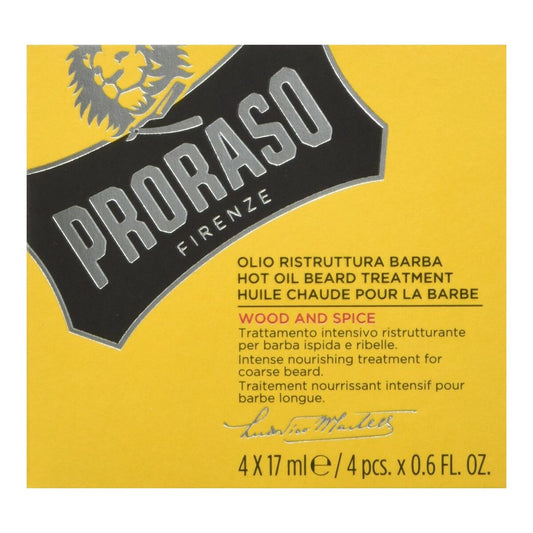 PRORASO
FIRENZE
OLIO RISTRUTTURA BARBA
HOT OIL BEARD TREATMENT
HUILE CHAUDE POUR LA BARBE
WOOD AND SPICE
Trattamento intensivo ristrutturante
per barba ispida e ribelle.
Intense nourishing treatment for
coarse beard.
Traitement nourrissant intensif pour
barbe longue.
Ludovico Martelli
4 X 17 ml ℮ / 4 pcs. x 0.6 FL. OZ.